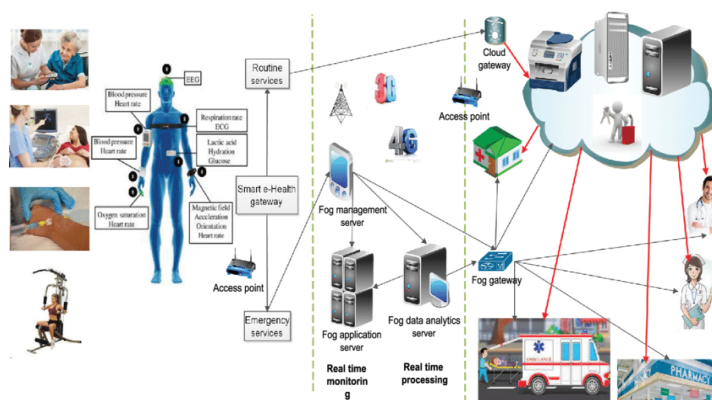 EEG
Blood pressure
Heart rate
Respiration rate
ECG
Blood pressure
Heart rate
Lactic acid
Hydration
Glucose
Oxygen saturation
Heart rate
Magnetic field
Acceleration
Orientation
Heart rate
Access point
Routine
services
Smart e-Health
gateway
Emergency
services
3G
4G
Fog management
server
Fog application
server
Fog data analytics
server
Real time
monitorin
g
Real time
processing
Cloud
gateway
Access point
Fog gateway
AMBULANCE
PHARMACY